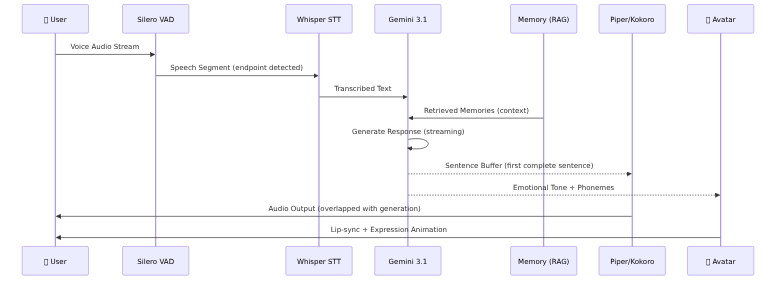 User
Silero VAD
Whisper STT
Gemini 3.1
Memory (RAG)
Piper/Kokoro
Avatar
Voice Audio Stream
Speech Segment (endpoint detected)
Transcribed Text
Retrieved Memories (context)
Generate Response (streaming)
Sentence Buffer (first complete sentence)
Emotional Tone + Phonemes
Audio Output (overlapped with generation)
Lip-sync + Expression Animation
User
Silero VAD
Whisper STT
Gemini 3.1
Memory (RAG)
Piper/Kokoro
Avatar